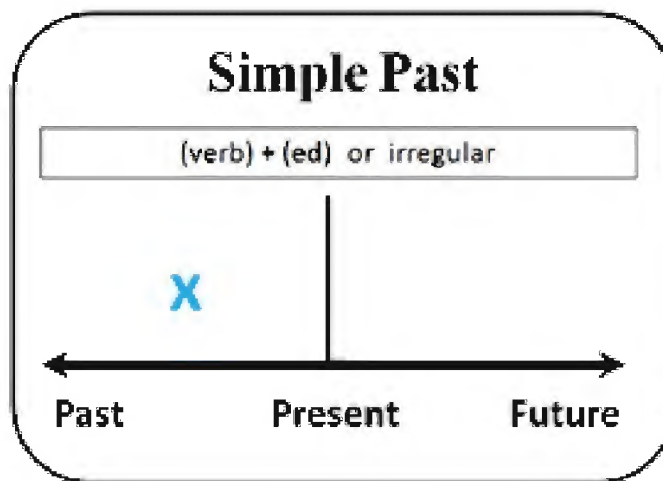 Simple Past
(verb) + (ed) or irregular
X
Past Present Future